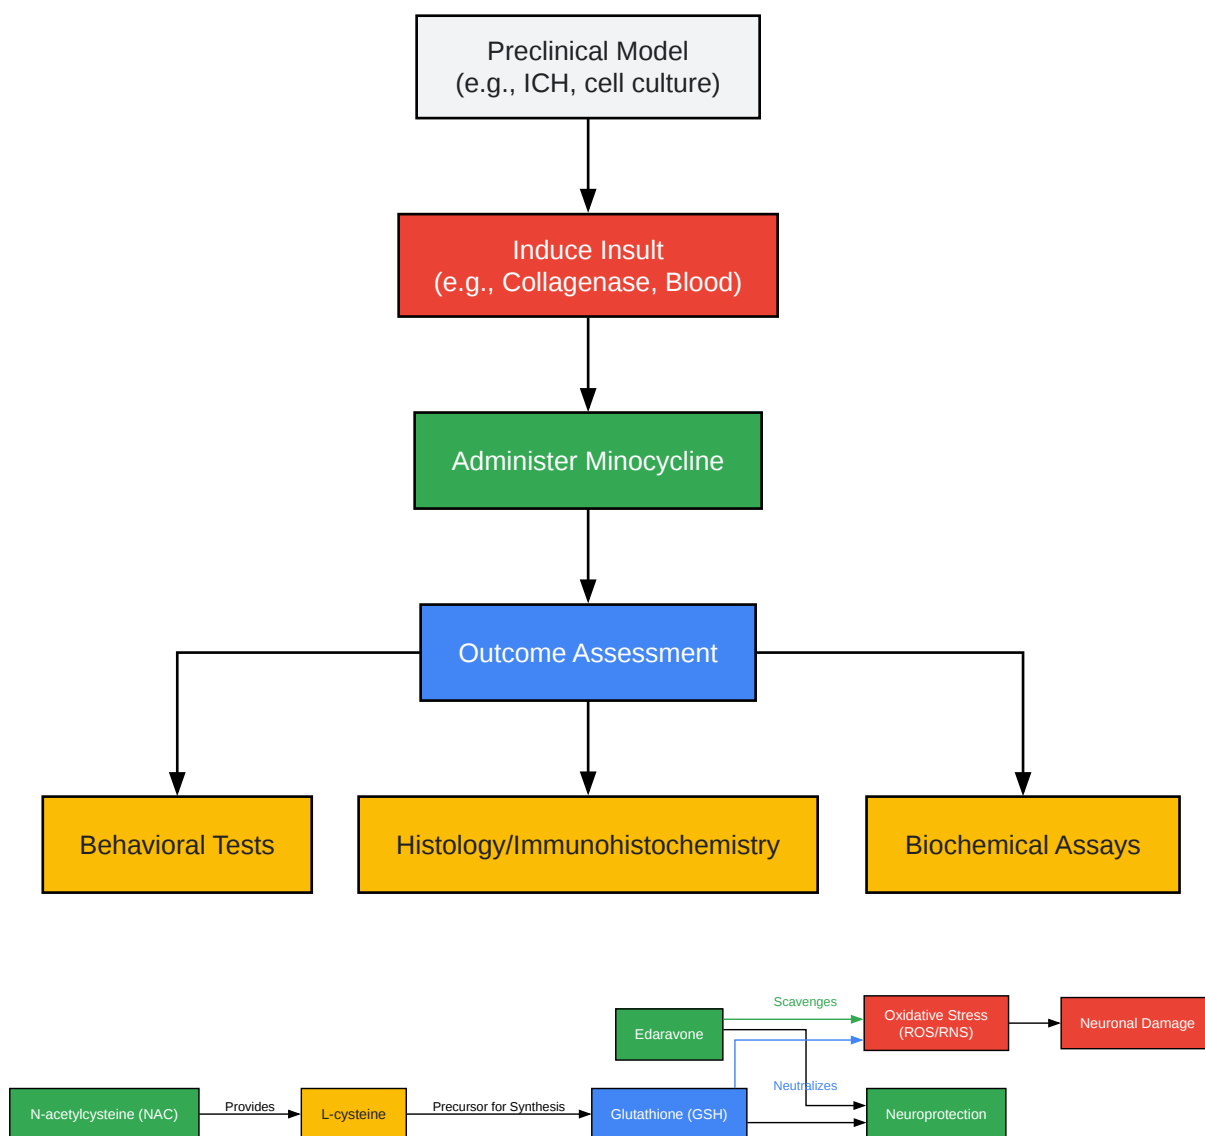 Preclinical Model
(e.g., ICH, cell culture)
Induce Insult
(e.g., Collagenase, Blood)
Administer Minocycline
Outcome Assessment
Behavioral Tests
Histology/Immunohistochemistry
Biochemical Assays
Scavenges
Edaravone
Oxidative Stress
(ROS/RNS)
Neuronal Damage
Neutralizes
N-acetylcysteine (NAC)
Provides
L-cysteine
Precursor for Synthesis
Glutathione (GSH)
Neuroprotection